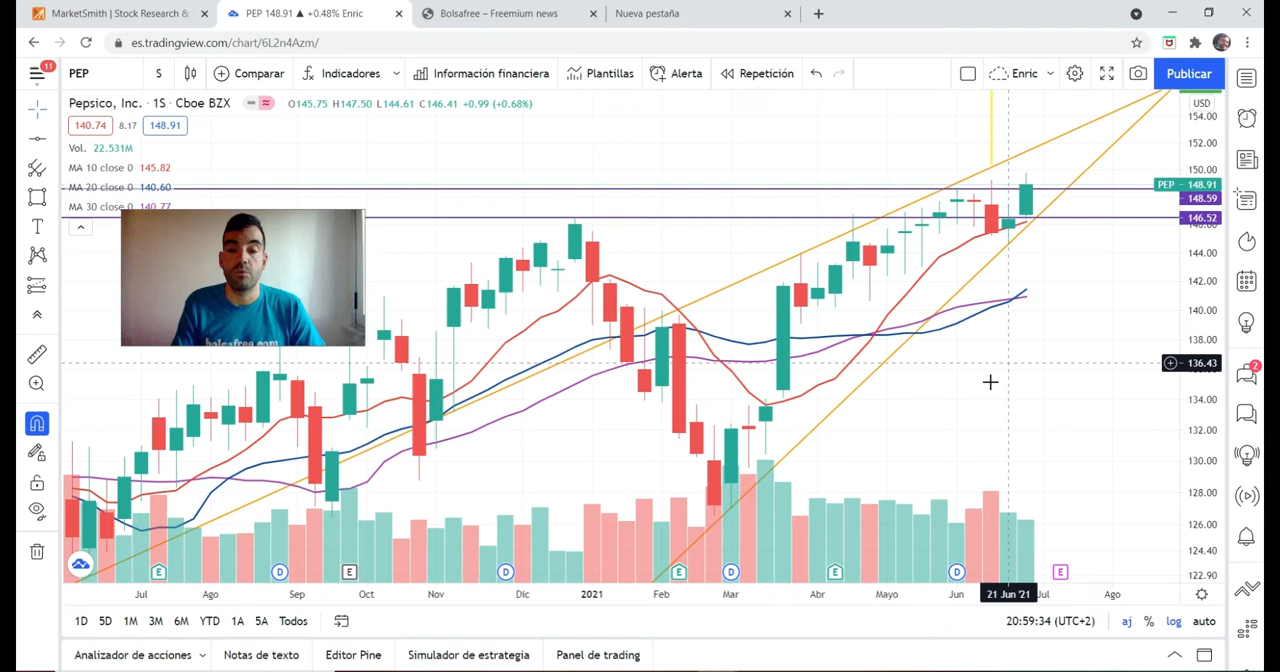 MarketSmith | Stock Research &
PEP 148.91 ▲ +0.48% Enric
Bolsafree – Freemium news
Nueva pestaña
es.tradingview.com/chart/6L2n4Azm/
11
PEP
S
Comparar
Indicadores
Información financiera
Plantillas
Alerta
Repetición
Enric
Publicar
Pepsico, Inc. · 1S · Cboe BZX
O145.75 H147.50 L144.61 C146.41 +0.99 (+0.68%)
140.74 8.17 148.91
Vol. 22.531M
MA 10 close 0 145.82
MA 20 close 0 140.60
MA 30 close 0 140.77
bolsafree.com
USD
154.00
152.00
150.00
PEP 148.91
148.59
146.52
146.00
144.00
142.00
140.00
138.00
136.43
134.00
132.00
130.00
128.00
126.00
124.40
122.90
2
E
D
E
D
E
D
E
D
E
Jul
Ago
Sep
Oct
Nov
Dic
2021
Feb
Mar
Abr
Mayo
Jun
21 Jun '21
Jul
Ago
1D 5D 1M 3M 6M YTD 1A 5A Todos
20:59:34 (UTC+2)
aj % log auto
Analizador de acciones
Notas de texto
Editor Pine
Simulador de estrategia
Panel de trading